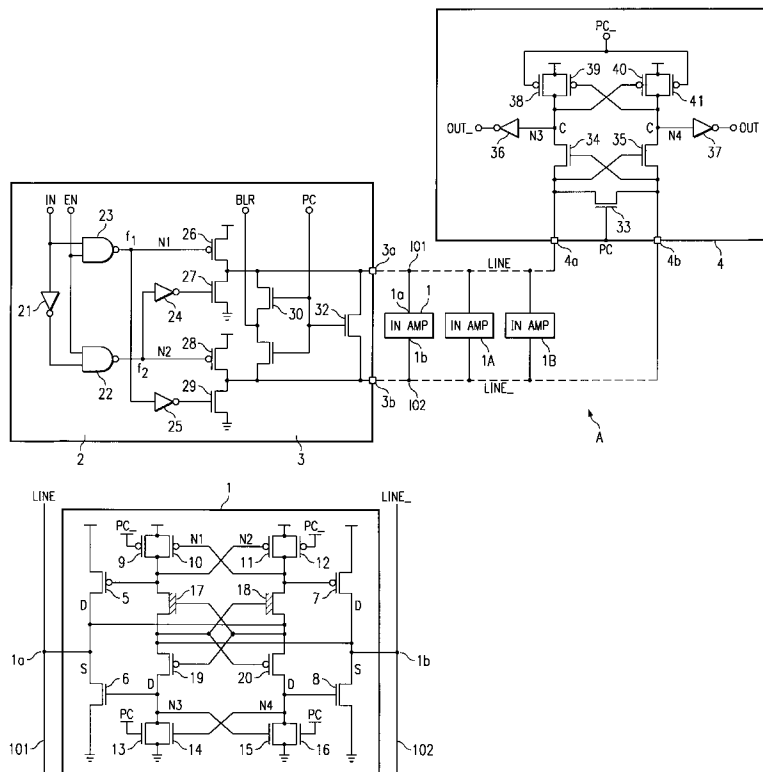 PC_
39
40
38
41
OUT_
36
N3
C
C
N4
37
OUT
34
35
33
PC
4a
4b
4
IN
EN
BLR
PC
23
f1
N1
26
27
21
24
30
32
3a
101
LINE
1a
1
IN AMP
IN AMP
IN AMP
1b
1A
1B
N2
28
22
f2
29
25
3b
102
LINE_
2
3
A
LINE
1
LINE_
PC_
N1
N2
PC_
9
10
11
12
17
18
5
7
D
D
1a
1b
S
19
20
S
6
D
D
8
PC
N3
N4
PC
13
14
15
16
101
102